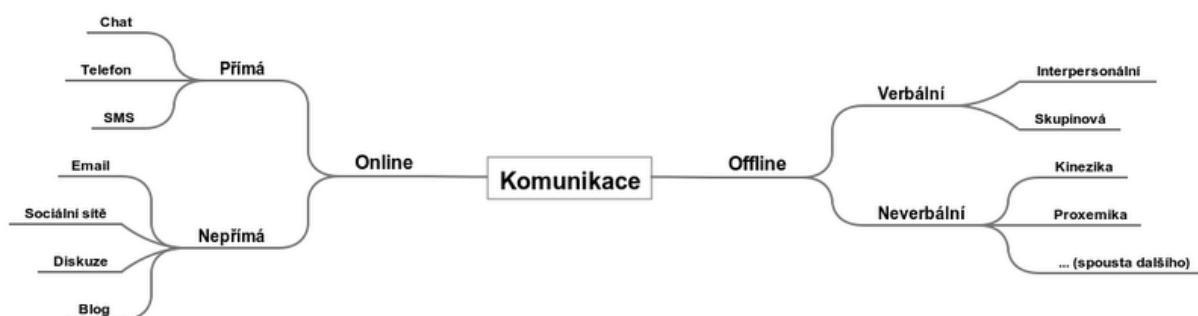 Chat
Telefon
SMS
Přímá
Email
Sociální sítě
Diskuze
Blog
Nepřímá
Online
Komunikace
Offline
Verbální
Interpersonální
Skupinová
Neverbální
Kinezika
Proxemika
... (spousta dalšího)